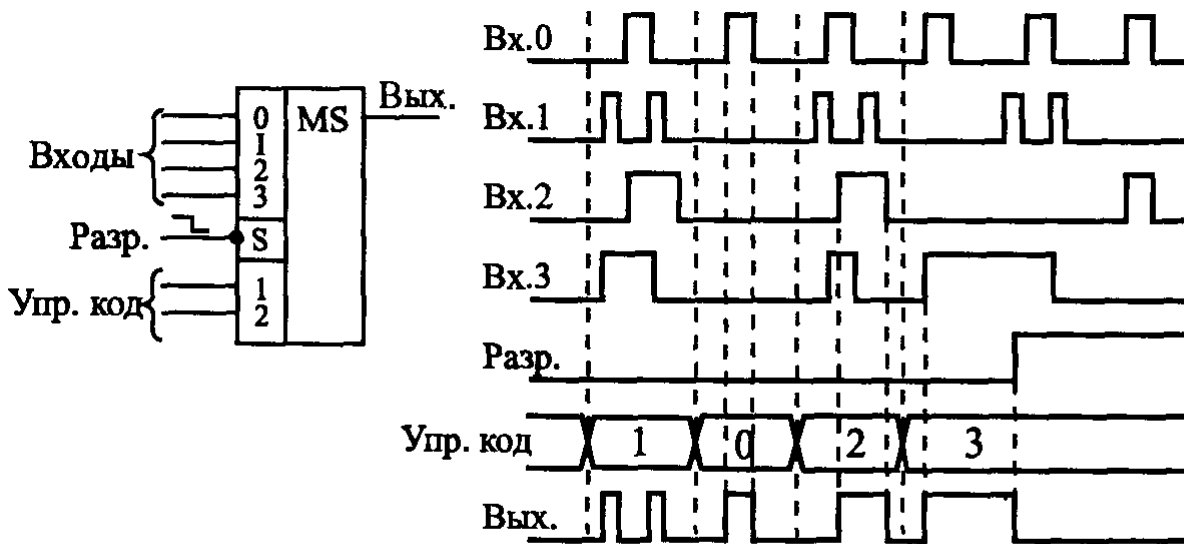 Входы
Разр.
Упр. код
0
1
2
3
S
1
2
MS
Вых.
Вх.0
Вх.1
Вх.2
Вх.3
Разр.
Упр. код
1
0
2
3
Вых.